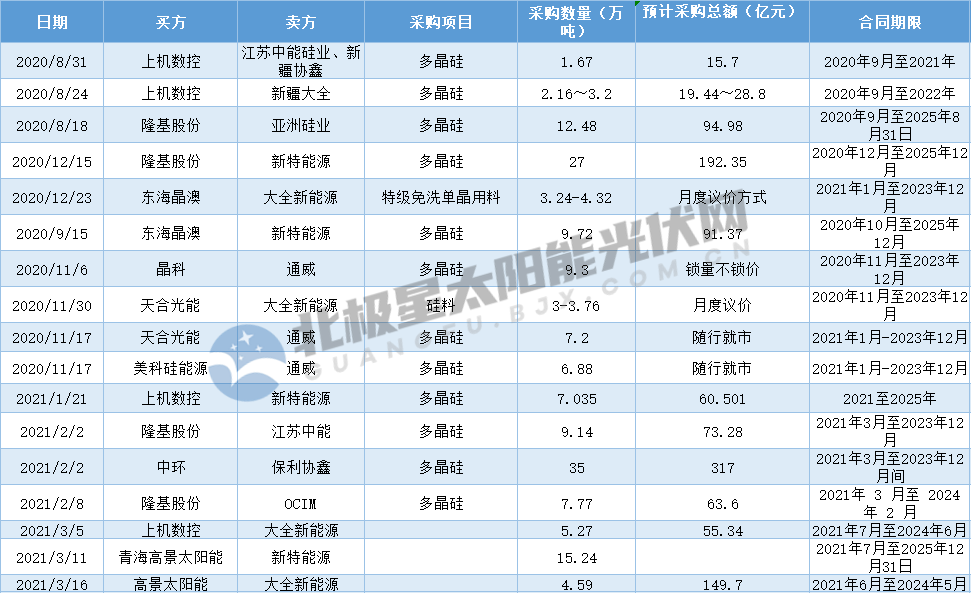 日期 买方 卖方 采购项目 采购数量（万吨） 预计采购总额（亿元） 合同期限
2020/8/31 上机数控 江苏中能硅业、新疆协鑫 多晶硅 1.67 15.7 2020年9月至2021年
2020/8/24 上机数控 新疆大全 多晶硅 2.16～3.2 19.44～28.8 2020年9月至2022年
2020/8/18 隆基股份 亚洲硅业 多晶硅 12.48 94.98 2020年9月至2025年8月31日
2020/12/15 隆基股份 新特能源 多晶硅 27 192.35 2020年12月至2025年12月
2020/12/23 东海晶澳 大全新能源 特级免洗单晶用料 3.24-4.32 月度议价方式 2021年1月至2023年12月
2020/9/15 东海晶澳 新特能源 多晶硅 9.72 91.37 2020年10月至2025年12月
2020/11/6 晶科 通威 多晶硅 9.3 锁量不锁价 2020年11月至2023年12月
2020/11/30 天合光能 大全新能源 硅料 3-3.76 月度议价 2020年11月至2023年12月
2020/11/17 天合光能 通威 多晶硅 7.2 随行就市 2021年1月-2023年12月
2020/11/17 美科硅能源 通威 多晶硅 6.88 随行就市 2021年1月-2023年12月
2021/1/21 上机数控 新特能源 多晶硅 7.035 60.501 2021至2025年
2021/2/2 隆基股份 江苏中能 多晶硅 9.14 73.28 2021年3月至2023年12月
2021/2/2 中环 保利协鑫 多晶硅 35 317 2021年3月至2023年12月间
2021/2/8 隆基股份 OCIM 多晶硅 7.77 63.6 2021年 3 月至 2024年 2 月
2021/3/5 上机数控 大全新能源 5.27 55.34 2021年7月至2024年6月
2021/3/11 青海高景太阳能 新特能源 15.24 2021年7月至2025年12月31日
2021/3/16 高景太阳能 大全新能源 4.59 149.7 2021年6月至2024年5月
北极星太阳能光伏网
GUANGFU.BJX.COM.CN